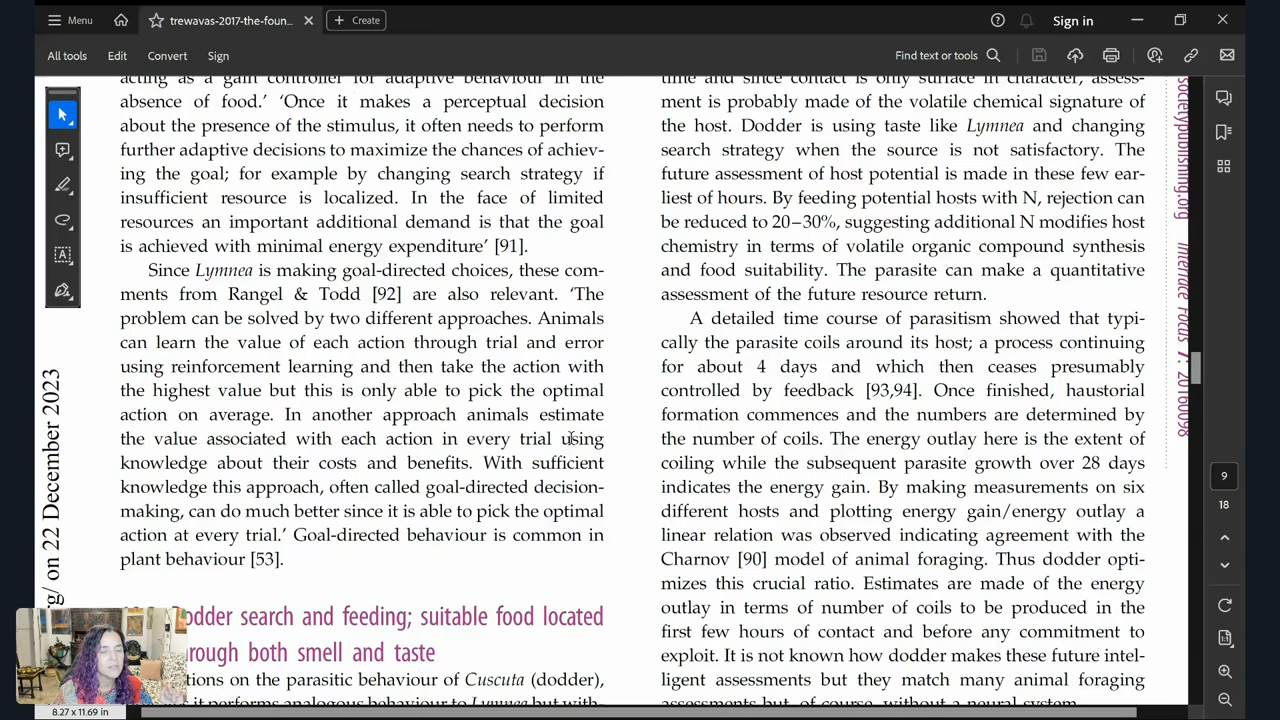 Menu
trewavas-2017-the-foun...
Create
Sign in
All tools
Edit
Convert
Sign
Find text or tools
acting as a gain controller for adaptive behaviour in the
absence of food.' 'Once it makes a perceptual decision
about the presence of the stimulus, it often needs to perform
further adaptive decisions to maximize the chances of achiev-
ing the goal; for example by changing search strategy if
insufficient resource is localized. In the face of limited
resources an important additional demand is that the goal
is achieved with minimal energy expenditure' [91].
Since Lymnea is making goal-directed choices, these com-
ments from Rangel & Todd [92] are also relevant. 'The
problem can be solved by two different approaches. Animals
can learn the value of each action through trial and error
using reinforcement learning and then take the action with
the highest value but this is only able to pick the optimal
action on average. In another approach animals estimate
the value associated with each action in every trial using
knowledge about their costs and benefits. With sufficient
knowledge this approach, often called goal-directed decision-
making, can do much better since it is able to pick the optimal
action at every trial.' Goal-directed behaviour is common in
plant behaviour [53].
odder search and feeding; suitable food located
rough both smell and taste
tions on the parasitic behaviour of Cuscuta (dodder),
it performs analogous behaviour to Lymnea but with-
time and since contact is only surface in character, assess-
ment is probably made of the volatile chemical signature of
the host. Dodder is using taste like Lymnea and changing
search strategy when the source is not satisfactory. The
future assessment of host potential is made in these few ear-
liest of hours. By feeding potential hosts with N, rejection can
be reduced to 20–30%, suggesting additional N modifies host
chemistry in terms of volatile organic compound synthesis
and food suitability. The parasite can make a quantitative
assessment of the future resource return.
A detailed time course of parasitism showed that typi-
cally the parasite coils around its host; a process continuing
for about 4 days and which then ceases presumably
controlled by feedback [93,94]. Once finished, haustorial
formation commences and the numbers are determined by
the number of coils. The energy outlay here is the extent of
coiling while the subsequent parasite growth over 28 days
indicates the energy gain. By making measurements on six
different hosts and plotting energy gain/energy outlay a
linear relation was observed indicating agreement with the
Charnov [90] model of animal foraging. Thus dodder opti-
mizes this crucial ratio. Estimates are made of the energy
outlay in terms of number of coils to be produced in the
first few hours of contact and before any commitment to
exploit. It is not known how dodder makes these future intel-
ligent assessments but they match many animal foraging
assessments but, of course, without a neural system.
rg/ on 22 December 2023
societypublishing.org
Interface Focus 7: 20160098
9
18
1:1
8.27 x 11.69 in